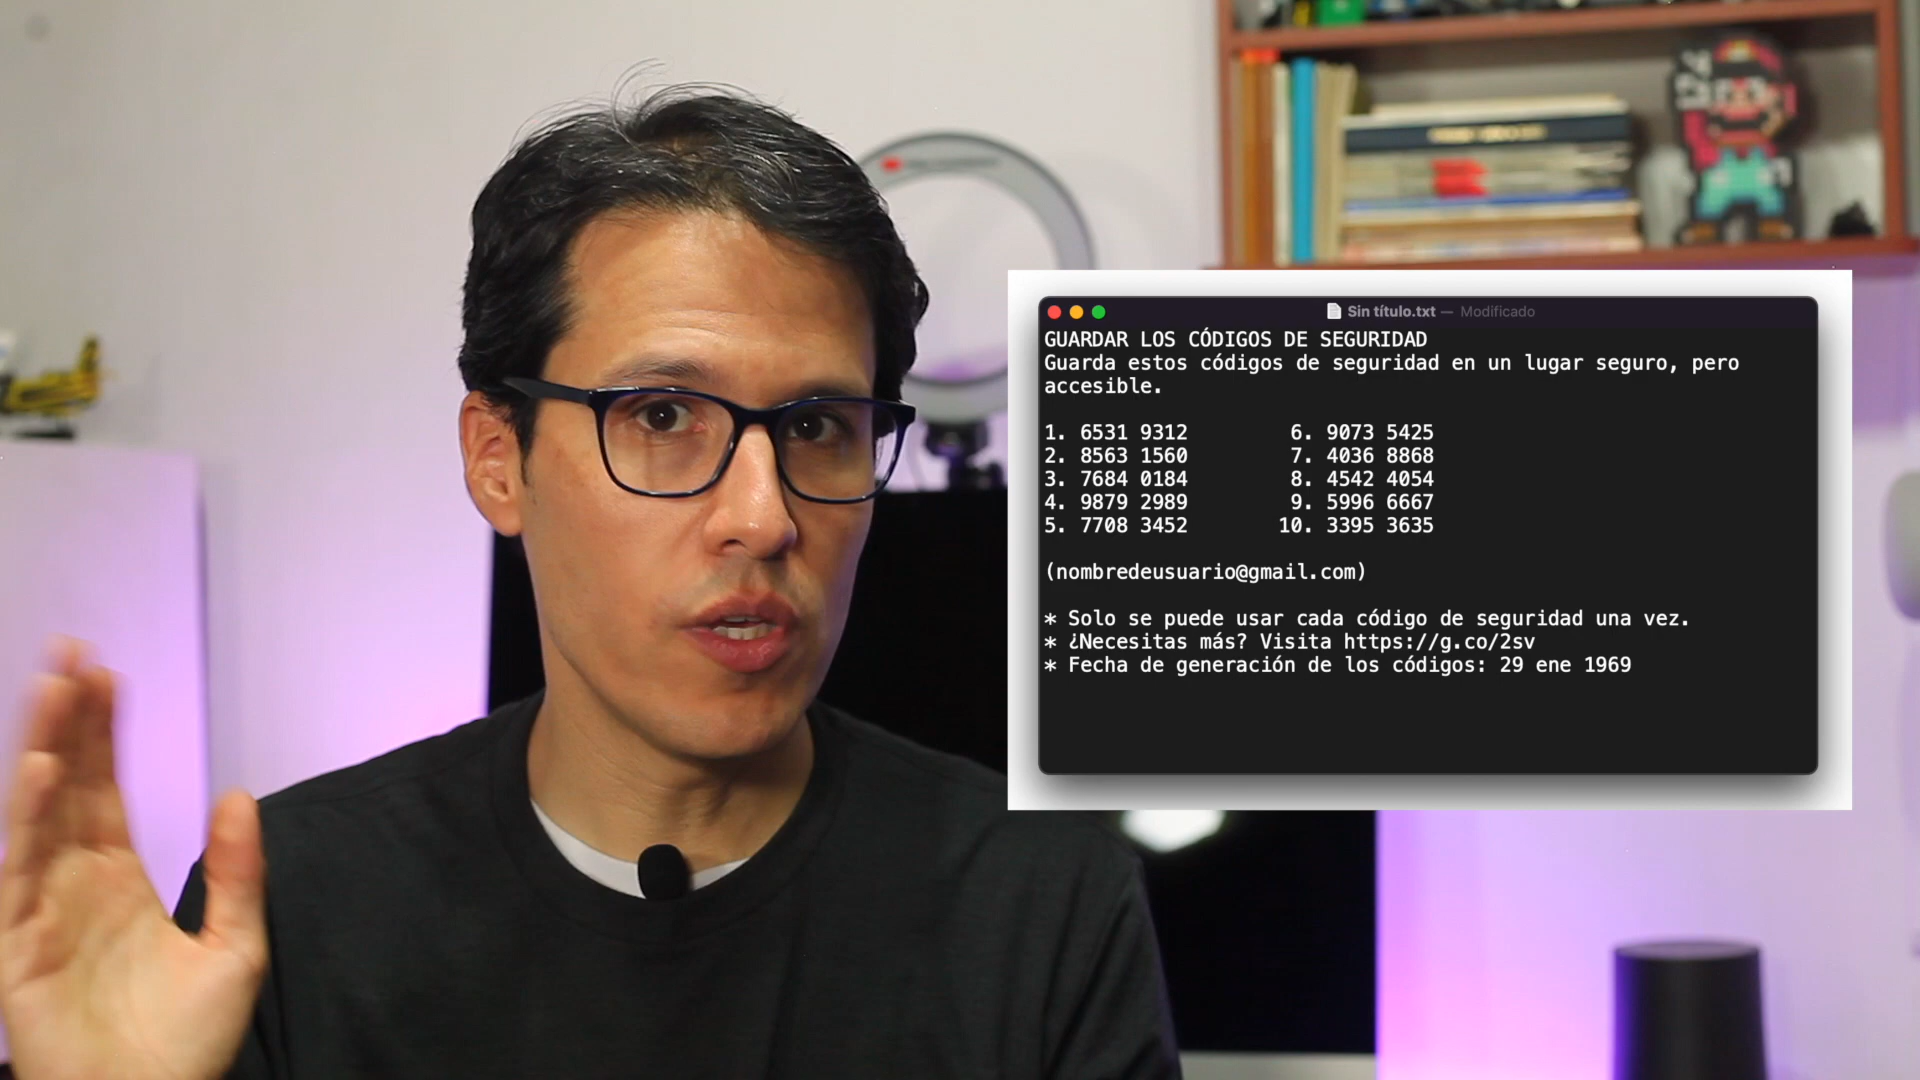 Sin título.txt — Modificado
GUARDAR LOS CÓDIGOS DE SEGURIDAD
Guarda estos códigos de seguridad en un lugar seguro, pero
accesible.
1. 6531 9312 6. 9073 5425
2. 8563 1560 7. 4036 8868
3. 7684 0184 8. 4542 4054
4. 9879 2989 9. 5996 6667
5. 7708 3452 10. 3395 3635
(nombredeusuario@gmail.com)
* Solo se puede usar cada código de seguridad una vez.
* ¿Necesitas más? Visita https://g.co/2sv
* Fecha de generación de los códigos: 29 ene 1969